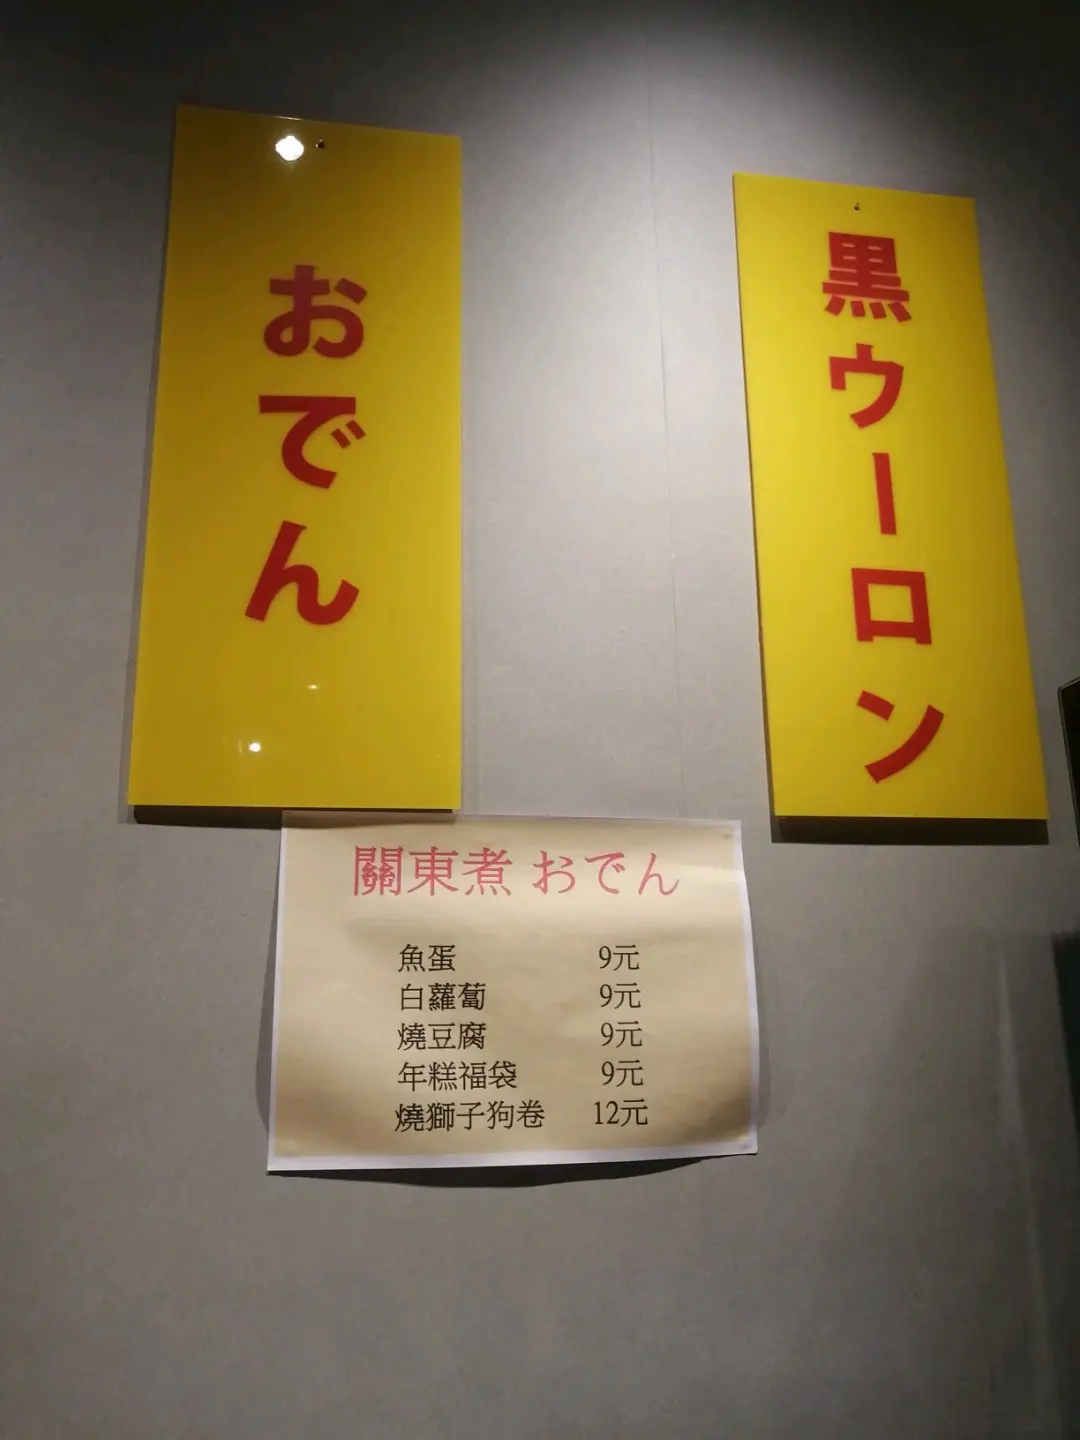 おでん
黒ウーロン
關東煮 おでん
魚蛋 9元
白蘿蔔 9元
燒豆腐 9元
年糕福袋 9元
燒獅子狗卷 12元